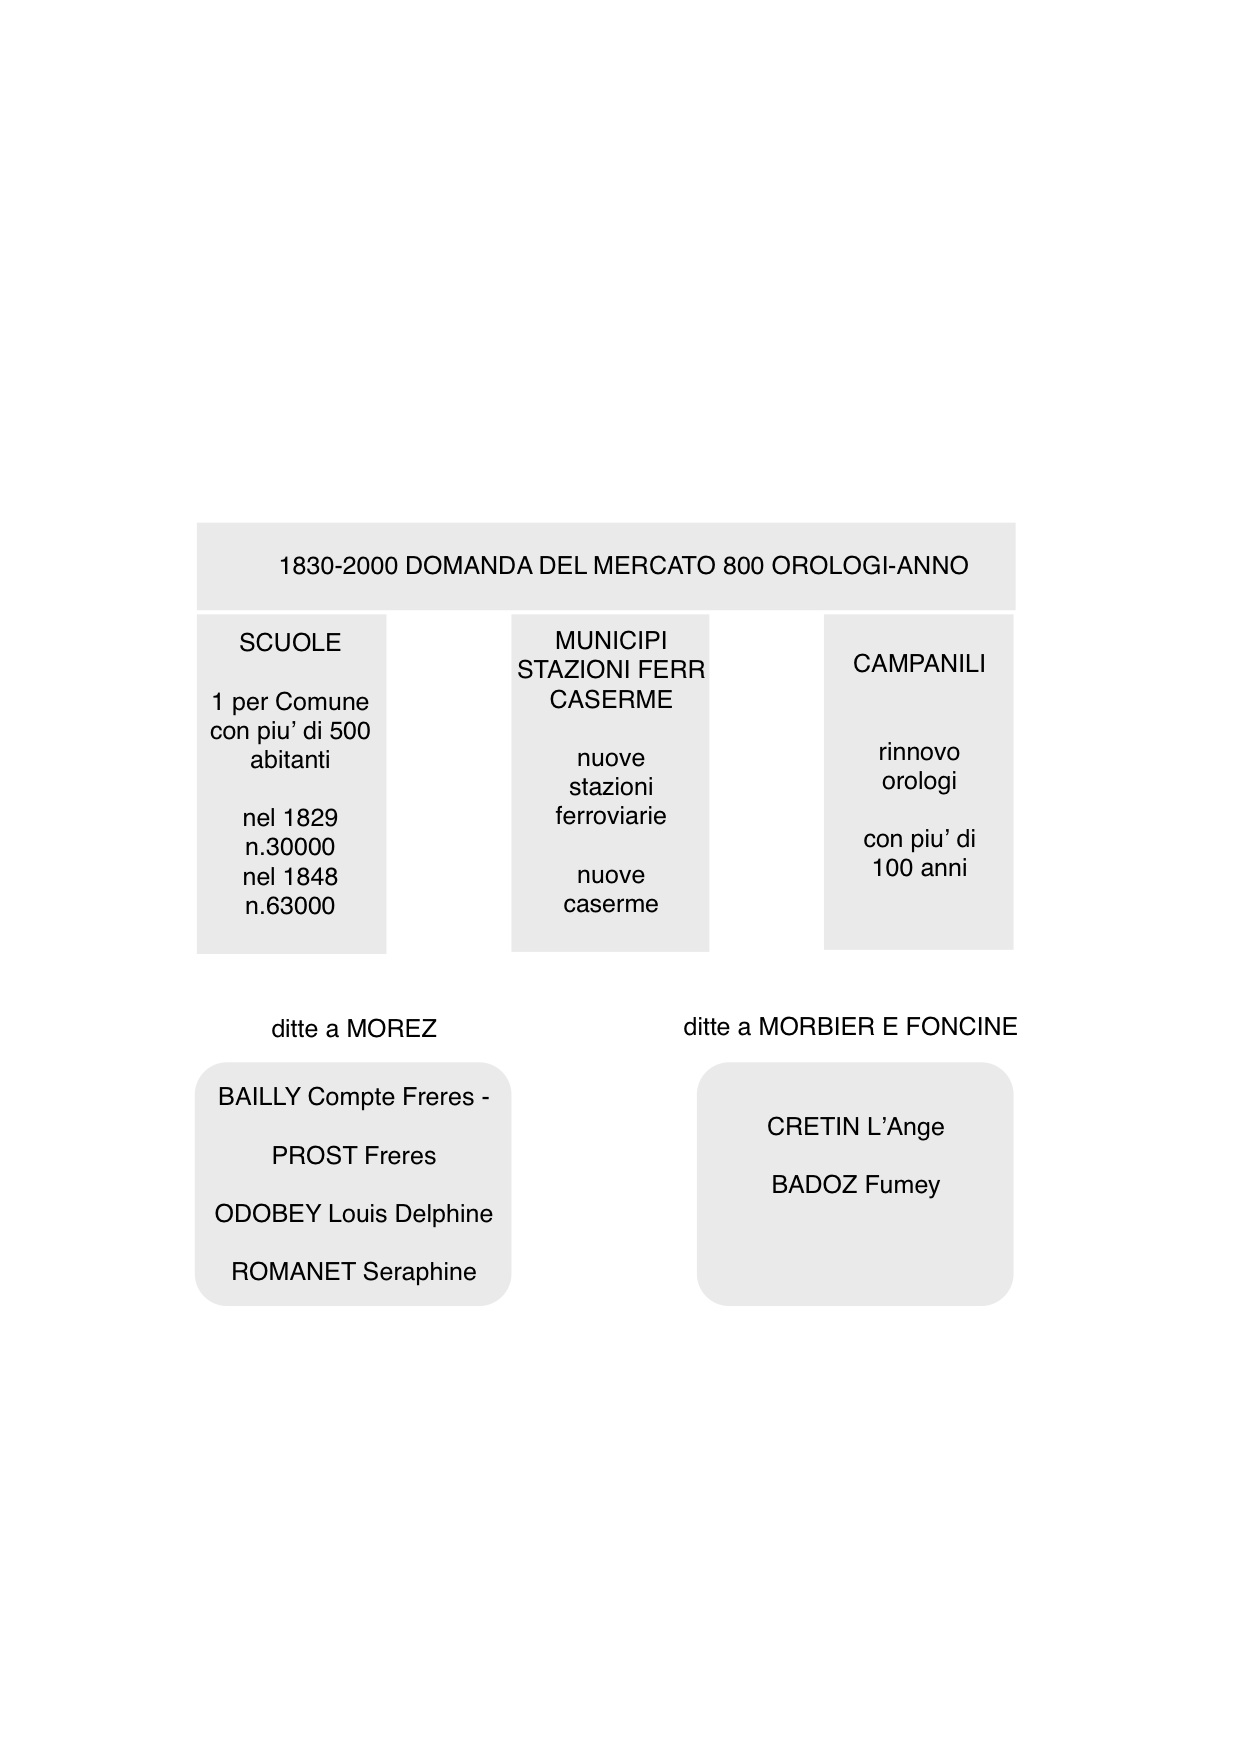 1830-2000 DOMANDA DEL MERCATO 800 OROLOGI-ANNO
SCUOLE
1 per Comune
con piu’ di 500
abitanti
nel 1829
n.30000
nel 1848
n.63000
MUNICIPI
STAZIONI FERR
CASERME
nuove
stazioni
ferroviarie
nuove
caserme
CAMPANILI
rinnovo
orologi
con piu’ di
100 anni
ditte a MOREZ
BAILLY Compte Freres -
PROST Freres
ODOBEY Louis Delphine
ROMANET Seraphine
ditte a MORBIER E FONCINE
CRETIN L’Ange
BADOZ Fumey